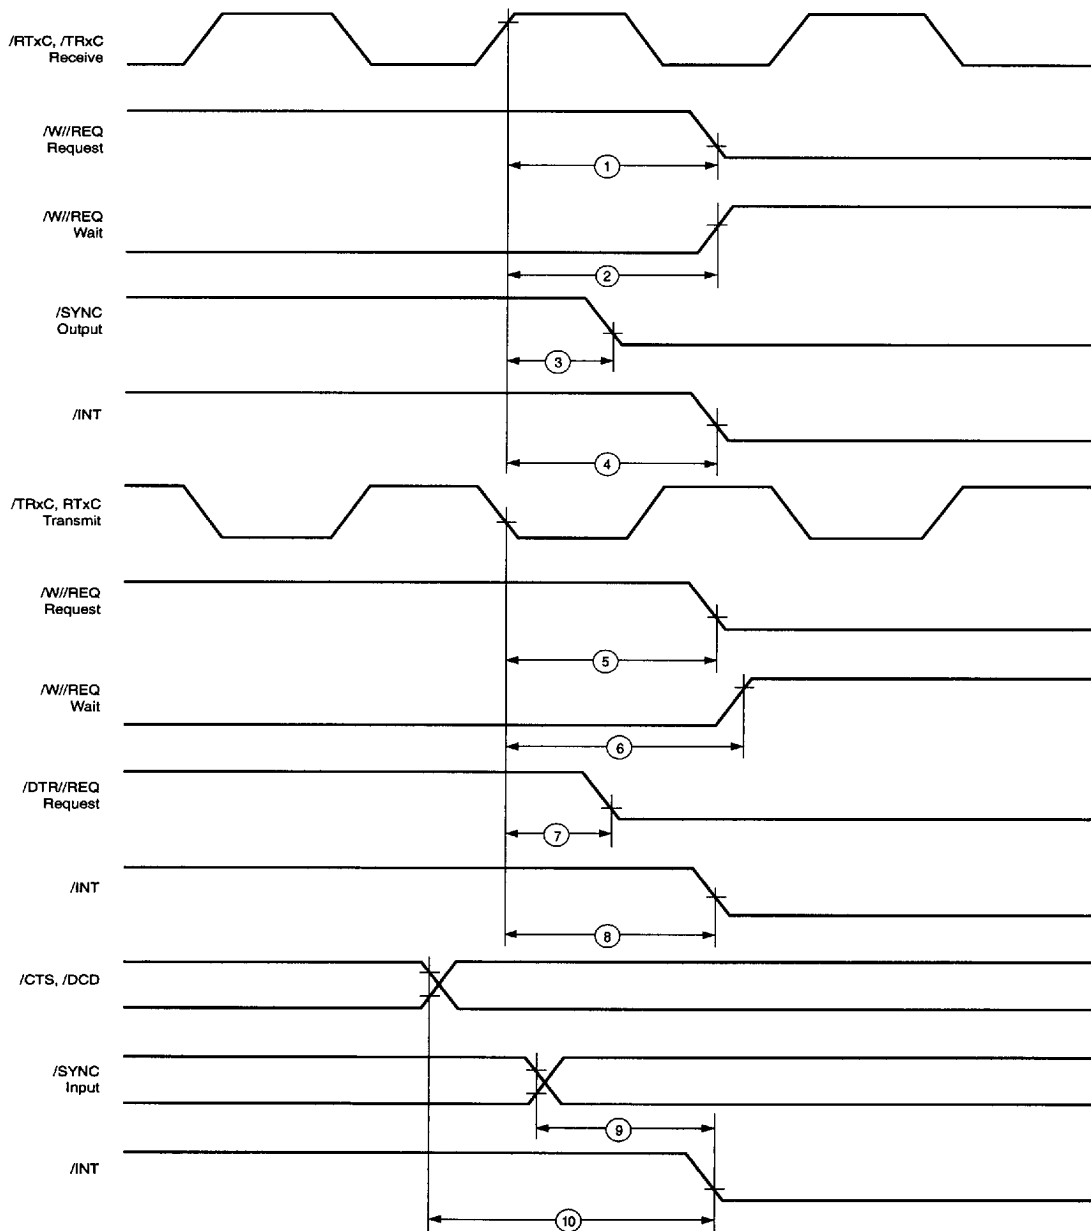 /RTxC, /TRxC
Receive
/W//REQ
Request
1
/W//REQ
Wait
2
/SYNC
Output
3
/INT
4
/TRxC, RTxC
Transmit
/W//REQ
Request
5
/W//REQ
Wait
6
/DTR//REQ
Request
7
/INT
8
/CTS, /DCD
/SYNC
Input
9
/INT
10